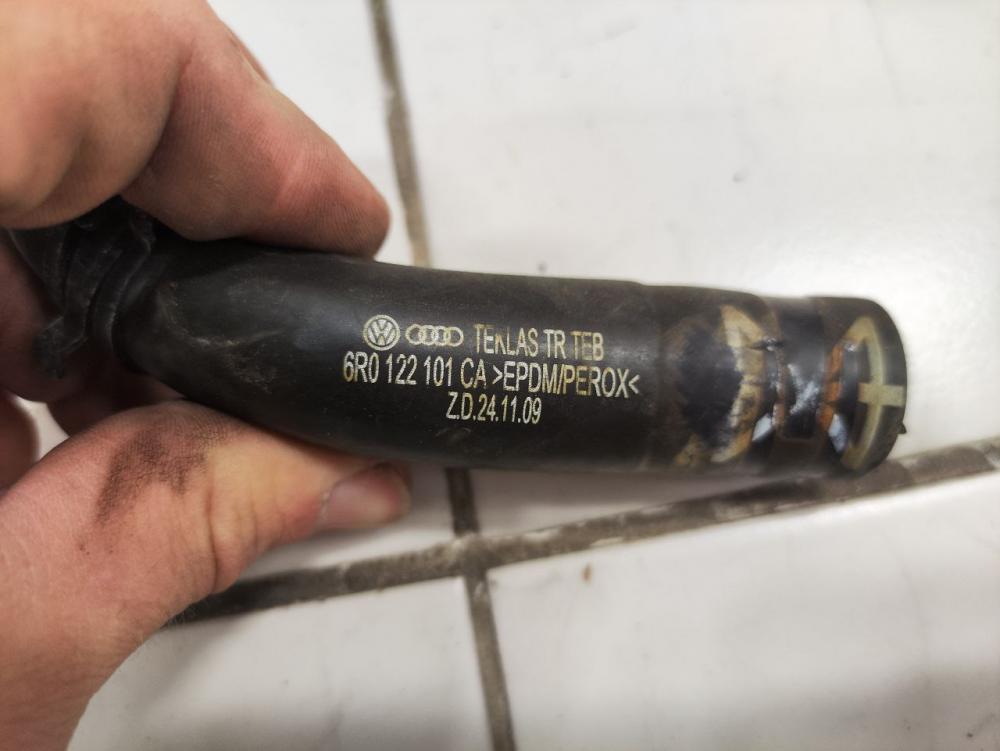 TEKLAS TR TEB
6R0 122 101 CA >EPDM/PEROX<
Z.D.24.11.09